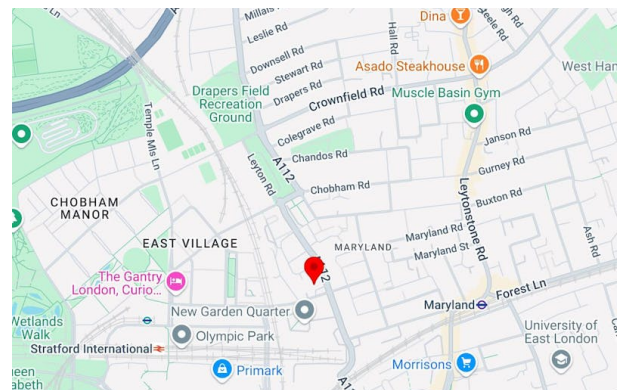 Millais Rd
Leslie Rd
Hall Rd
Dina
Downsell Rd
Stewart Rd
Drapers Rd
Asado Steakhouse
West Ham
Drapers Field
Recreation
Ground
Crownfield Rd
Muscle Basin Gym
Temple Mls Ln
Colegrave Rd
Janson Rd
Leyton Rd
A112
Chandos Rd
Gurney Rd
Chobham Rd
Leytonstone Rd
Buxton Rd
CHOBHAM
MANOR
Maryland Rd
Ash Rd
EAST VILLAGE
MARYLAND
Maryland St
A112
The Gantry
London, Curio...
Forest Ln
New Garden Quarter
Maryland
Wetlands
Walk
Olympic Park
University of
East London
Stratford International
Primark
Morrisons